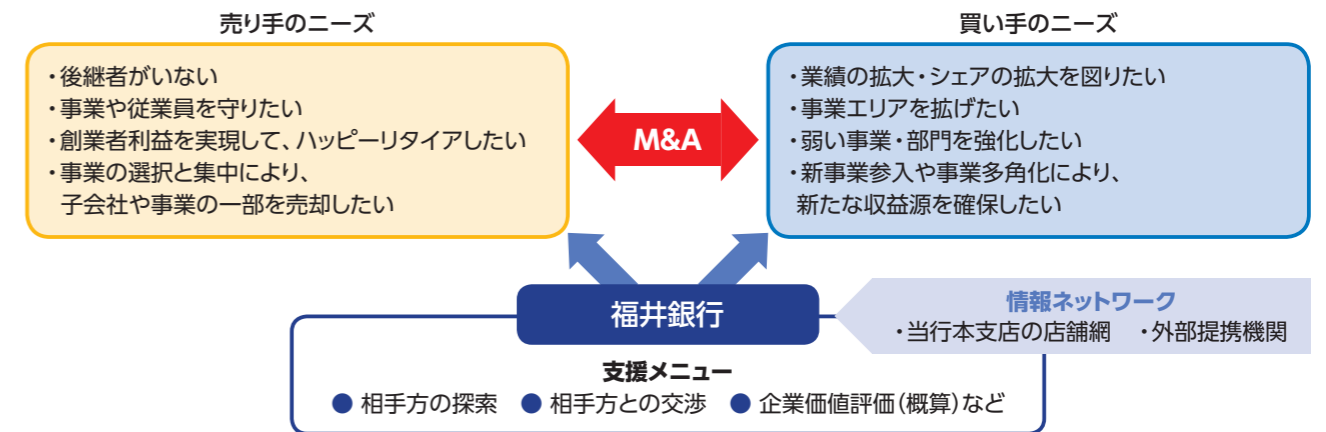 売り手のニーズ
・後継者がいない
・事業や従業員を守りたい
・創業者利益を実現して、ハッピーリタイアしたい
・事業の選択と集中により、
子会社や事業の一部を売却したい
M&A
買い手のニーズ
・業績の拡大・シェアの拡大を図りたい
・事業エリアを拡げたい
・弱い事業・部門を強化したい
・新事業参入や事業多角化により、
新たな収益源を確保したい
福井銀行
情報ネットワーク
・当行本支店の店舗網 ・外部提携機関
支援メニュー
● 相手方の探索 ● 相手方との交渉 ● 企業価値評価(概算)など